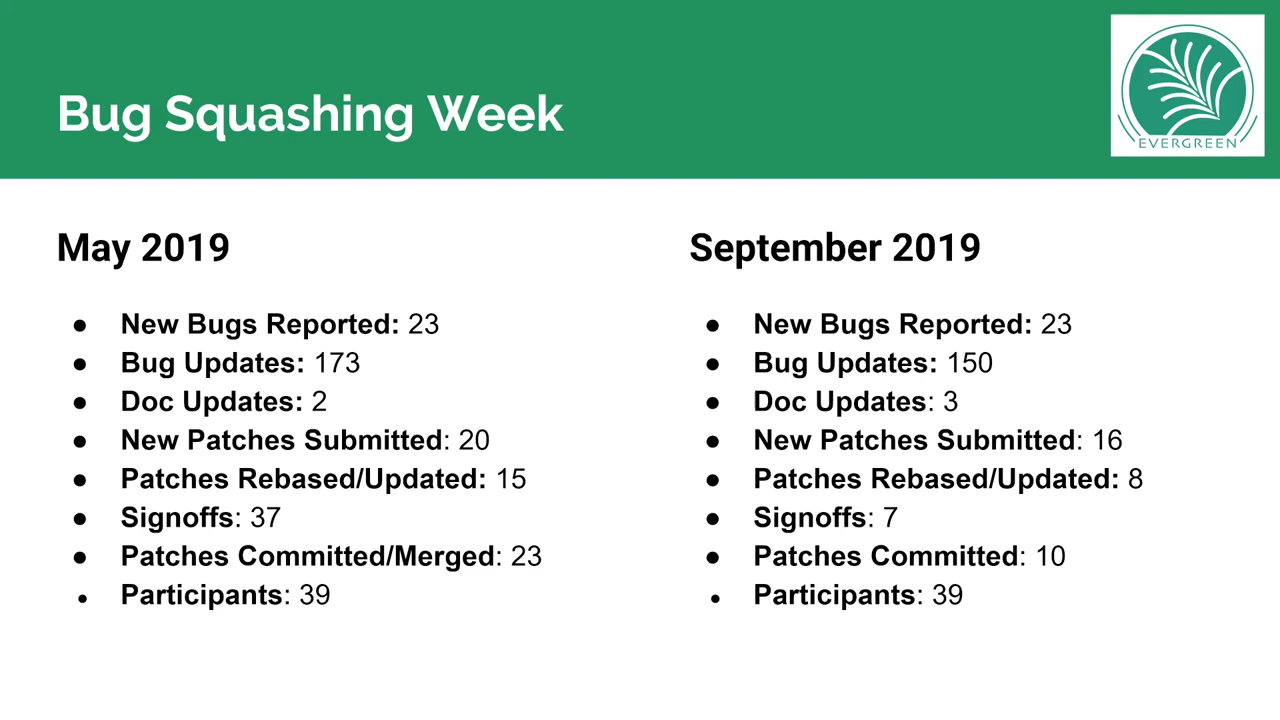 Bug Squashing Week
EVERGREEN
May 2019
● New Bugs Reported: 23
● Bug Updates: 173
● Doc Updates: 2
● New Patches Submitted: 20
● Patches Rebased/Updated: 15
● Signoffs: 37
● Patches Committed/Merged: 23
● Participants: 39
September 2019
● New Bugs Reported: 23
● Bug Updates: 150
● Doc Updates: 3
● New Patches Submitted: 16
● Patches Rebased/Updated: 8
● Signoffs: 7
● Patches Committed: 10
● Participants: 39